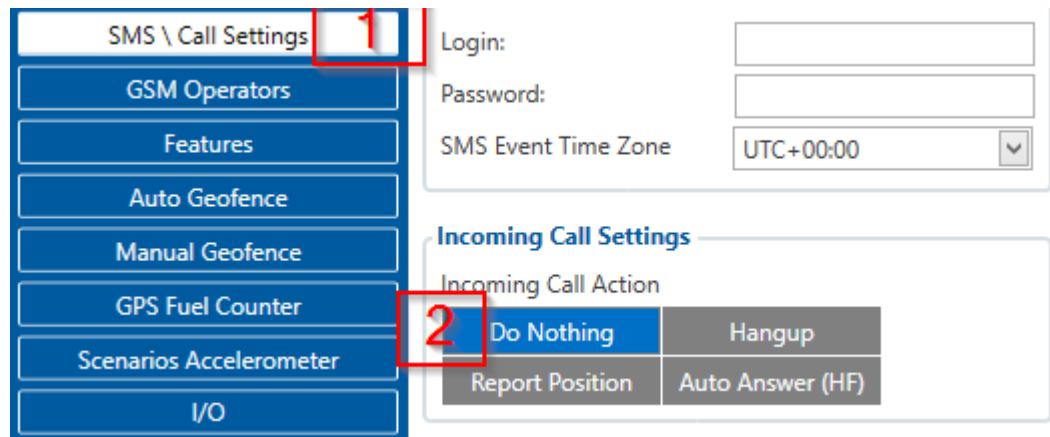 SMS \ Call Settings
1
GSM Operators
Features
Auto Geofence
Manual Geofence
GPS Fuel Counter
Scenarios Accelerometer
I/O
Login:
Password:
SMS Event Time Zone UTC+00:00
Incoming Call Settings
Incoming Call Action
2
Do Nothing Hangup
Report Position Auto Answer (HF)